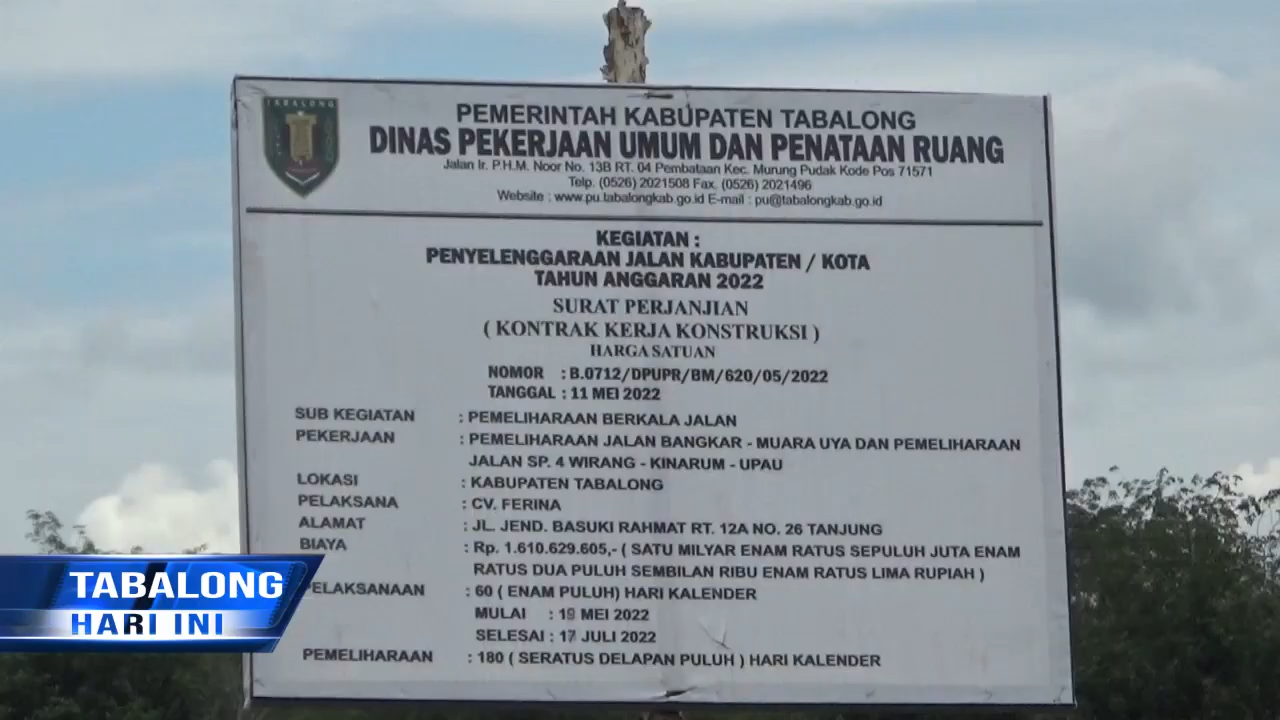 TABALONG
PEMERINTAH KABUPATEN TABALONG
DINAS PEKERJAAN UMUM DAN PENATAAN RUANG
Jalan Ir. P.H.M. Noor No. 13B RT. 04 Pembataan Kec. Murung Pudak Kode Pos 71571
Telp. (0526) 2021508 Fax. (0526) 2021496
Website : www.pu.tabalongkab.go.id E-mail : pu@tabalongkab.go.id
KEGIATAN :
PENYELENGGARAAN JALAN KABUPATEN / KOTA
TAHUN ANGGARAN 2022
SURAT PERJANJIAN
( KONTRAK KERJA KONSTRUKSI )
HARGA SATUAN
NOMOR : B.0712/DPUPR/BM/620/05/2022
TANGGAL : 11 MEI 2022
SUB KEGIATAN : PEMELIHARAAN BERKALA JALAN
PEKERJAAN : PEMELIHARAAN JALAN BANGKAR - MUARA UYA DAN PEMELIHARAAN
JALAN SP. 4 WIRANG - KINARUM - UPAU
LOKASI : KABUPATEN TABALONG
PELAKSANA : CV. FERINA
ALAMAT : JL. JEND. BASUKI RAHMAT RT. 12A NO. 26 TANJUNG
BIAYA : Rp. 1.610.629.605,- ( SATU MILYAR ENAM RATUS SEPULUH JUTA ENAM
RATUS DUA PULUH SEMBILAN RIBU ENAM RATUS LIMA RUPIAH )
PELAKSANAAN : 60 ( ENAM PULUH) HARI KALENDER
MULAI : 19 MEI 2022
SELESAI : 17 JULI 2022
PEMELIHARAAN : 180 ( SERATUS DELAPAN PULUH ) HARI KALENDER
TABALONG
HARI INI